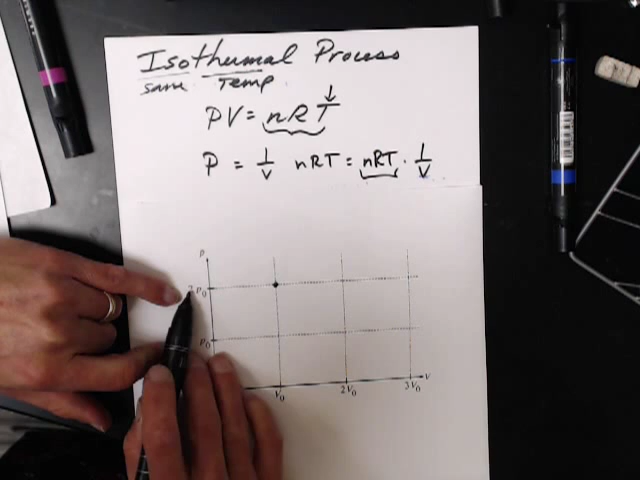 Isothermal Process
same Temp.
PV = nRT
P = 1/V nRT = nRT · 1/V
P
2P₀
P₀
V₀ 2V₀ 3V₀ V